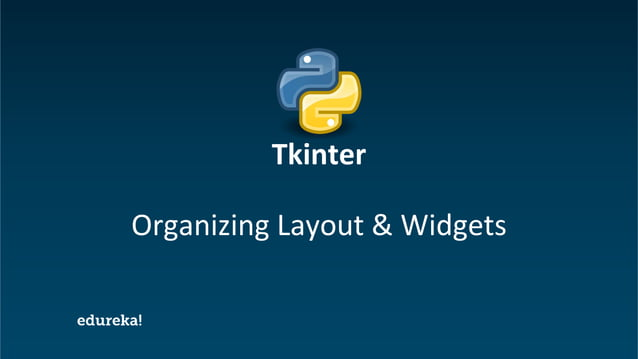 Tkinter
Organizing Layout & Widgets
edureka!